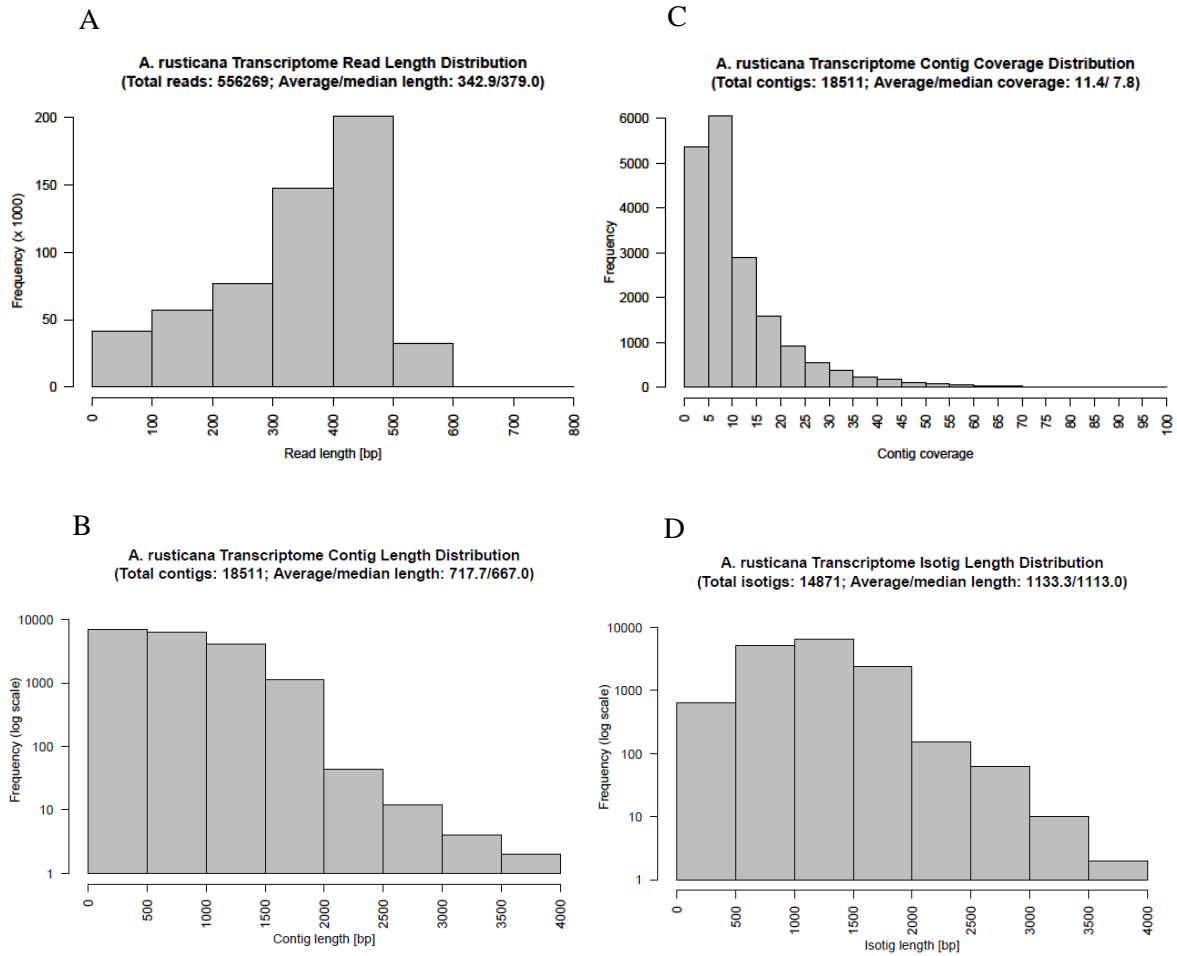 A
A. rusticana Transcriptome Read Length Distribution
(Total reads: 556269; Average/median length: 342.9/379.0)
Frequency (x 1000)
200
150
100
50
0
0 100 200 300 400 500 600 700 800
Read length [bp]
C
A. rusticana Transcriptome Contig Coverage Distribution
(Total contigs: 18511; Average/median coverage: 11.4/ 7.8)
Frequency
6000
5000
4000
3000
2000
1000
0
0 5 10 15 20 25 30 35 40 45 50 55 60 65 70 75 80 85 90 95 100
Contig coverage
B
A. rusticana Transcriptome Contig Length Distribution
(Total contigs: 18511; Average/median length: 717.7/667.0)
Frequency (log scale)
10000
1000
100
10
1
0 500 1000 1500 2000 2500 3000 3500 4000
Contig length [bp]
D
A. rusticana Transcriptome Isotig Length Distribution
(Total isotigs: 14871; Average/median length: 1133.3/1113.0)
Frequency (log scale)
10000
1000
100
10
1
0 500 1000 1500 2000 2500 3000 3500 4000
Isotig length [bp]